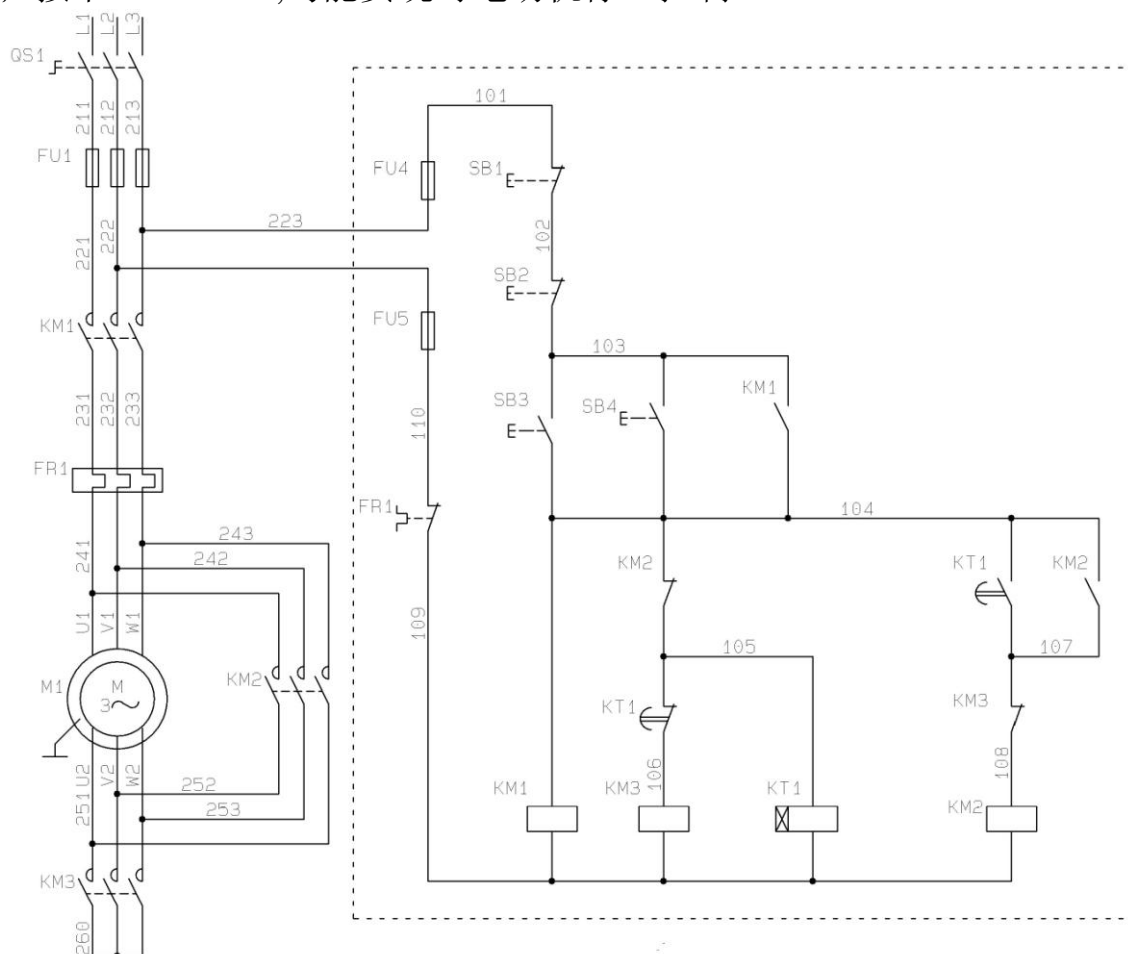 L1 L2 L3
QS1
211 212 213
101
FU1
FU4
SB1
223
221 222
102
SB2
KM1
FU5
103
KM1
231 232 233
SB3
SB4
110
FR1
FR1
104
241
243
242
KM2
KT1
KM2
U1 V1 W1
109
105
107
M1
M
3~
KM2
KT1
KM3
U2 V2 W2
252
106
108
251
253
KM1
KM3
KT1
KM2
KM3
260